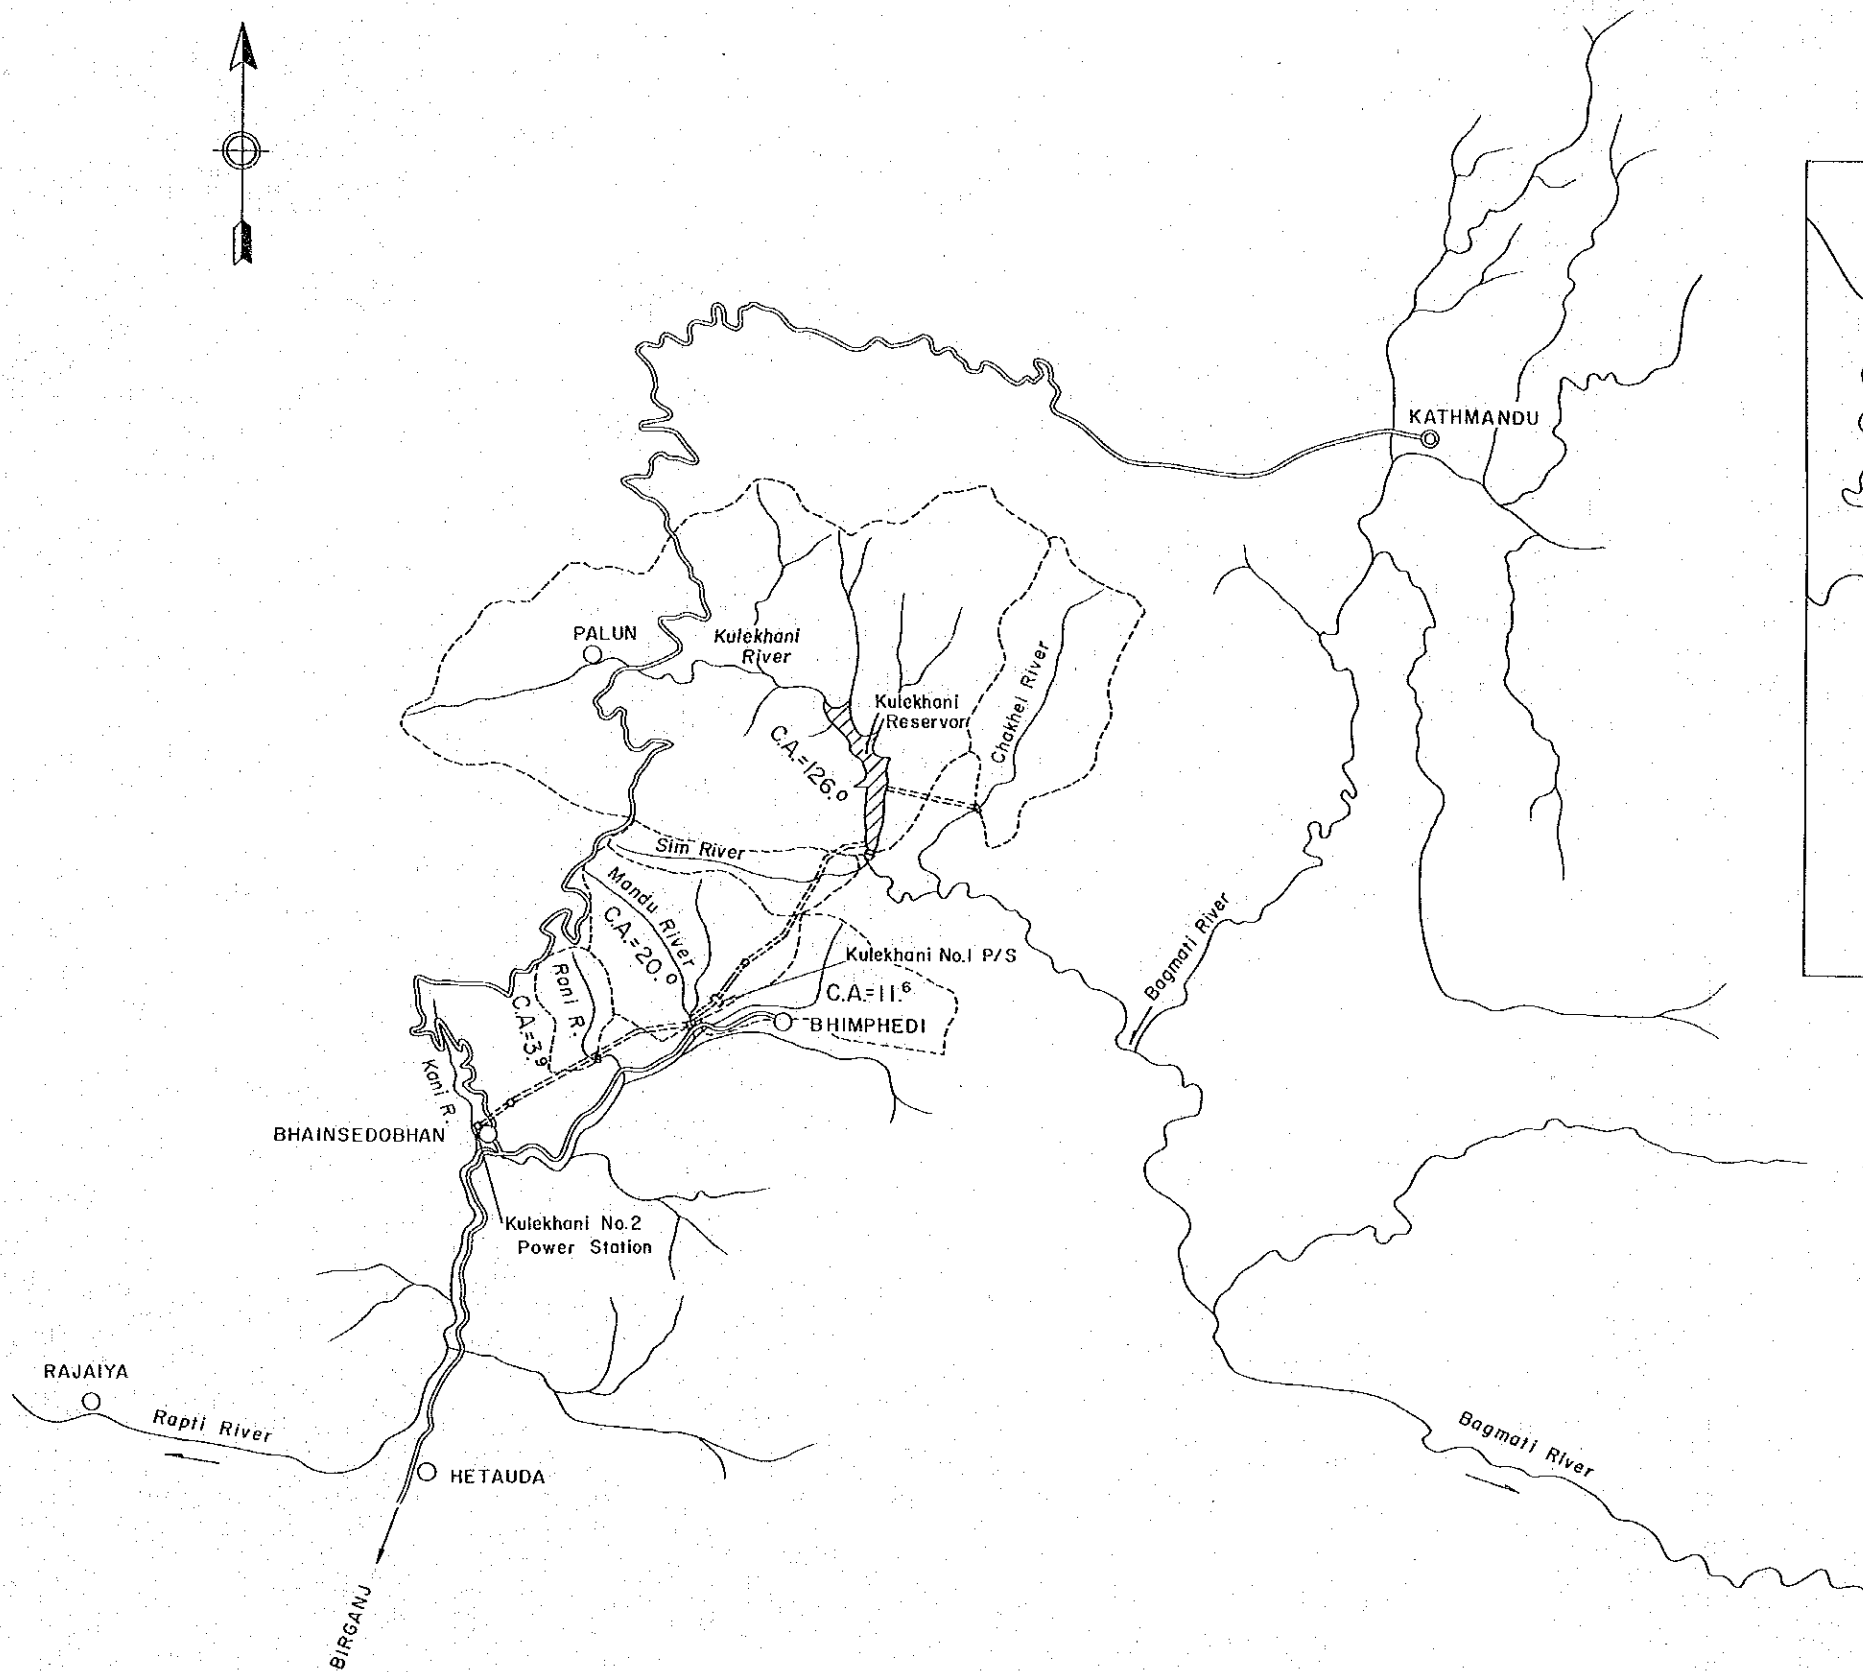 KATHMANDU
PALUN
Kulekhani
River
Kulekhani
Reservor
Chakhel River
C.A.=126.0
Sim River
Mandu River
C.A.=20.0
Bagmati River
Kulekhani No.1 P/S
Rani R.
C.A.=11.6
C.A.=3.9
BHIMPHEDI
Kani R.
BHAINSEDOBHAN
Kulekhani No.2
Power Station
RAJAIYA
Rapti River
Bagmati River
HETAUDA
BIRGANJ